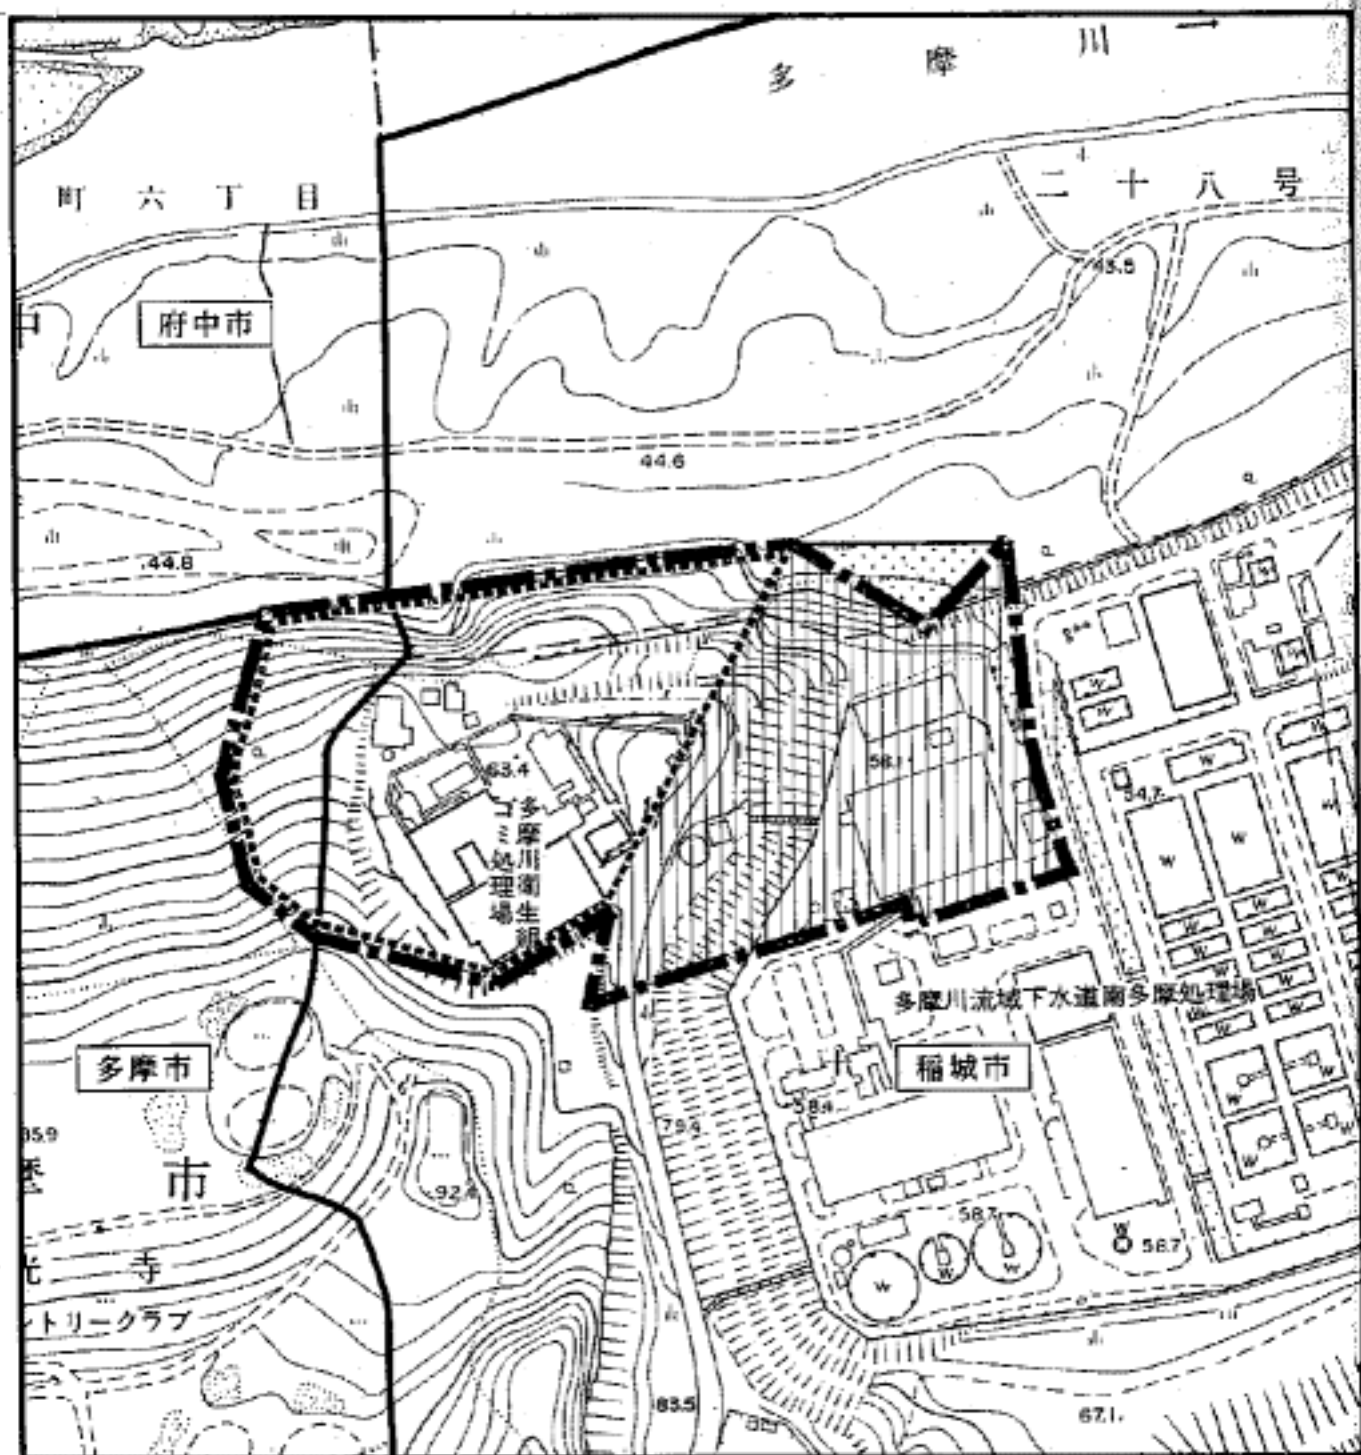 多摩川
町六丁目
二十八号
43.5
府中市
44.6
44.8
63.4
58.1
54.7
多摩川衛生組
ゴミ処理場
多摩川流域下水道南多摩処理場
多摩市
稲城市
58.4
79.4
市
92.4
58.7
58.7
寺
トリークラブ
83.5
67.1